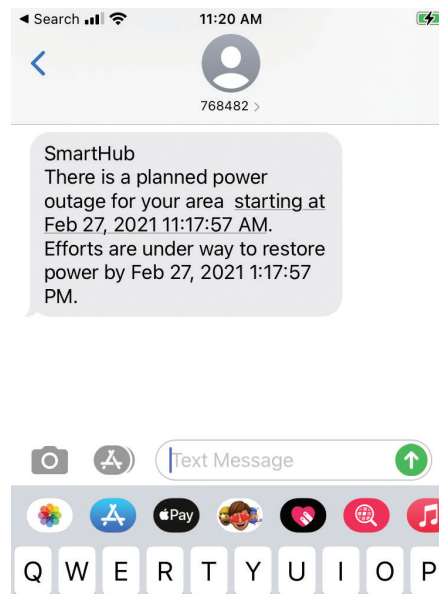 ◀ Search
11:20 AM
768482 >
SmartHub
There is a planned power
outage for your area starting at
Feb 27, 2021 11:17:57 AM.
Efforts are under way to restore
power by Feb 27, 2021 1:17:57
PM.
Text Message
Pay
Q W E R T Y U I O P